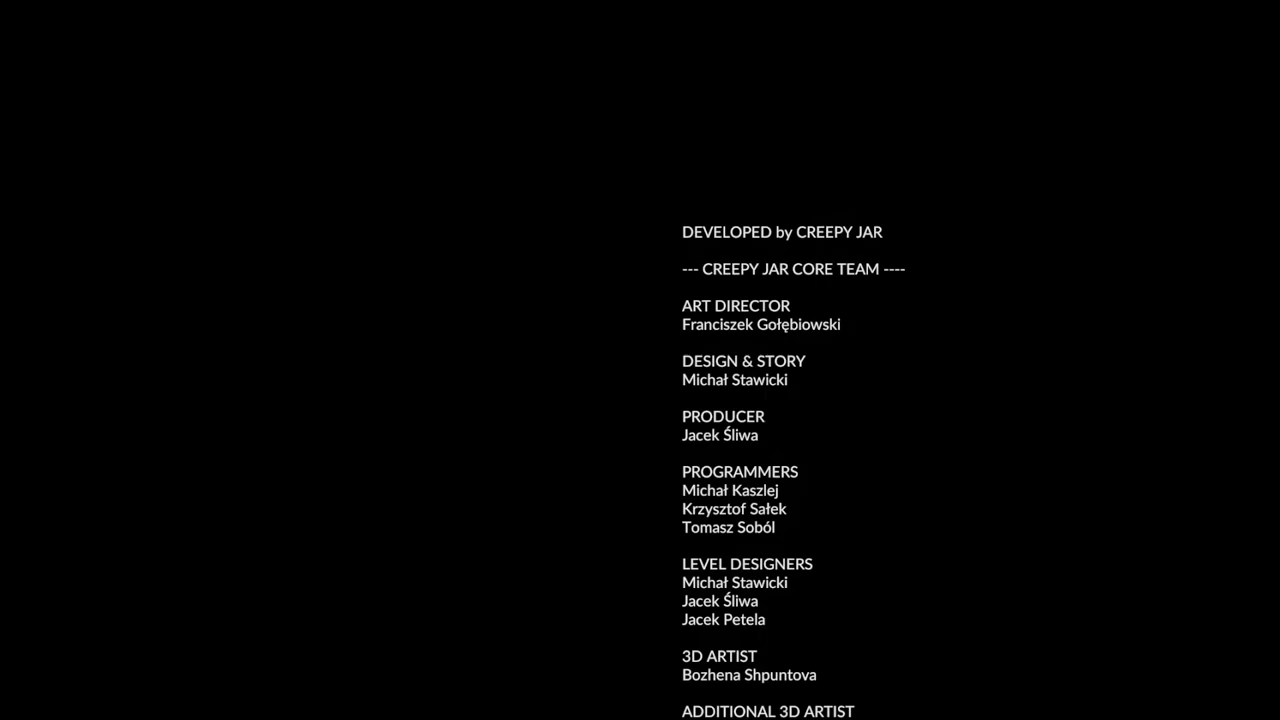 DEVELOPED by CREEPY JAR
--- CREEPY JAR CORE TEAM ----
ART DIRECTOR
Franciszek Gołębiowski
DESIGN & STORY
Michał Stawicki
PRODUCER
Jacek Śliwa
PROGRAMMERS
Michał Kaszlej
Krzysztof Sałek
Tomasz Soból
LEVEL DESIGNERS
Michał Stawicki
Jacek Śliwa
Jacek Petela
3D ARTIST
Bozhena Shpuntova
ADDITIONAL 3D ARTIST